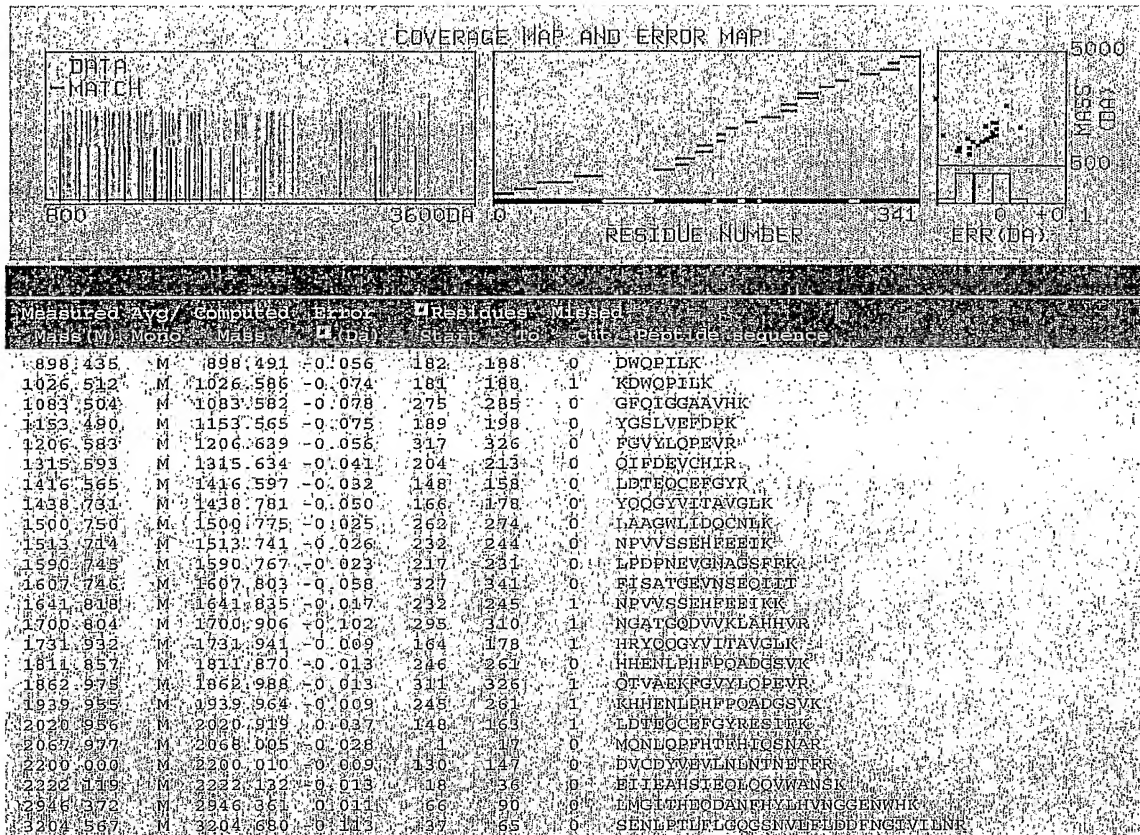 COVERAGE MAP AND ERROR MAP
DATA
MATCH
800 3600DA
0 341
RESIDUE NUMBER
5000
MASS (DA)
500
0 +0.1
ERR(DA)
Measured Avg/ Computed Error Residues Missed
Mass(M) Mono Mass (Da) Start To Cut Peptide sequence
898.435 M 898.491 -0.056 182 188 0 DWQPILK
1026.512 M 1026.586 -0.074 181 188 1 KDWQPILK
1083.504 M 1083.582 -0.078 275 285 0 GFQIGGAAVHK
1153.490 M 1153.565 -0.075 189 198 0 YGSLVEFDPK
1206.583 M 1206.639 -0.056 317 326 0 FGVYLQPEVR
1315.593 M 1315.634 -0.041 204 213 0 QIFDEVCHIR
1416.565 M 1416.597 -0.032 148 158 0 LDTEQCEFGYR
1438.731 M 1438.781 -0.050 166 178 0 YQQGYVITAVGLK
1500.750 M 1500.775 -0.025 262 274 0 LAAGWLIDQCNLK
1513.714 M 1513.741 -0.026 232 244 0 NPVVSSEHFEEIK
1590.745 M 1590.767 -0.023 217 231 0 LPDPNEVGNAGSFFK
1607.746 M 1607.803 -0.058 327 341 0 FISATGEVNSEQIIT
1641.818 M 1641.835 -0.017 232 245 1 NPVVSSEHFEEIKK
1700.804 M 1700.906 -0.102 295 310 1 NGATGQDVVKLAHHVR
1731.932 M 1731.941 -0.009 164 178 1 HRYQQGYVITAVGLK
1811.857 M 1811.870 -0.013 246 261 0 HHENLPHFPQADGSVK
1862.975 M 1862.988 -0.013 311 326 1 QTVAEKFGVYLQPEVR
1939.955 M 1939.964 -0.009 245 261 1 KHHENLPHFPQADGSVK
2020.956 M 2020.919 0.037 148 163 1 LDTEQCEFGYRESIFK
2067.977 M 2068.005 -0.028 1 17 0 MQNLQPFHTFHIQSNAR
2200.000 M 2200.010 -0.009 130 147 0 DVCDYVEVLNLNTNETFR
2222.119 M 2222.132 -0.013 18 36 0 EIIEAHSIEQLQQVWANSK
2946.372 M 2946.361 0.011 66 90 0 LMGITHDQDANFHYLHVNGGENWHK
3204.567 M 3204.680 -0.113 37 65 0 SENLPTLFLGQGSNVDFLDDFNGTVILNR